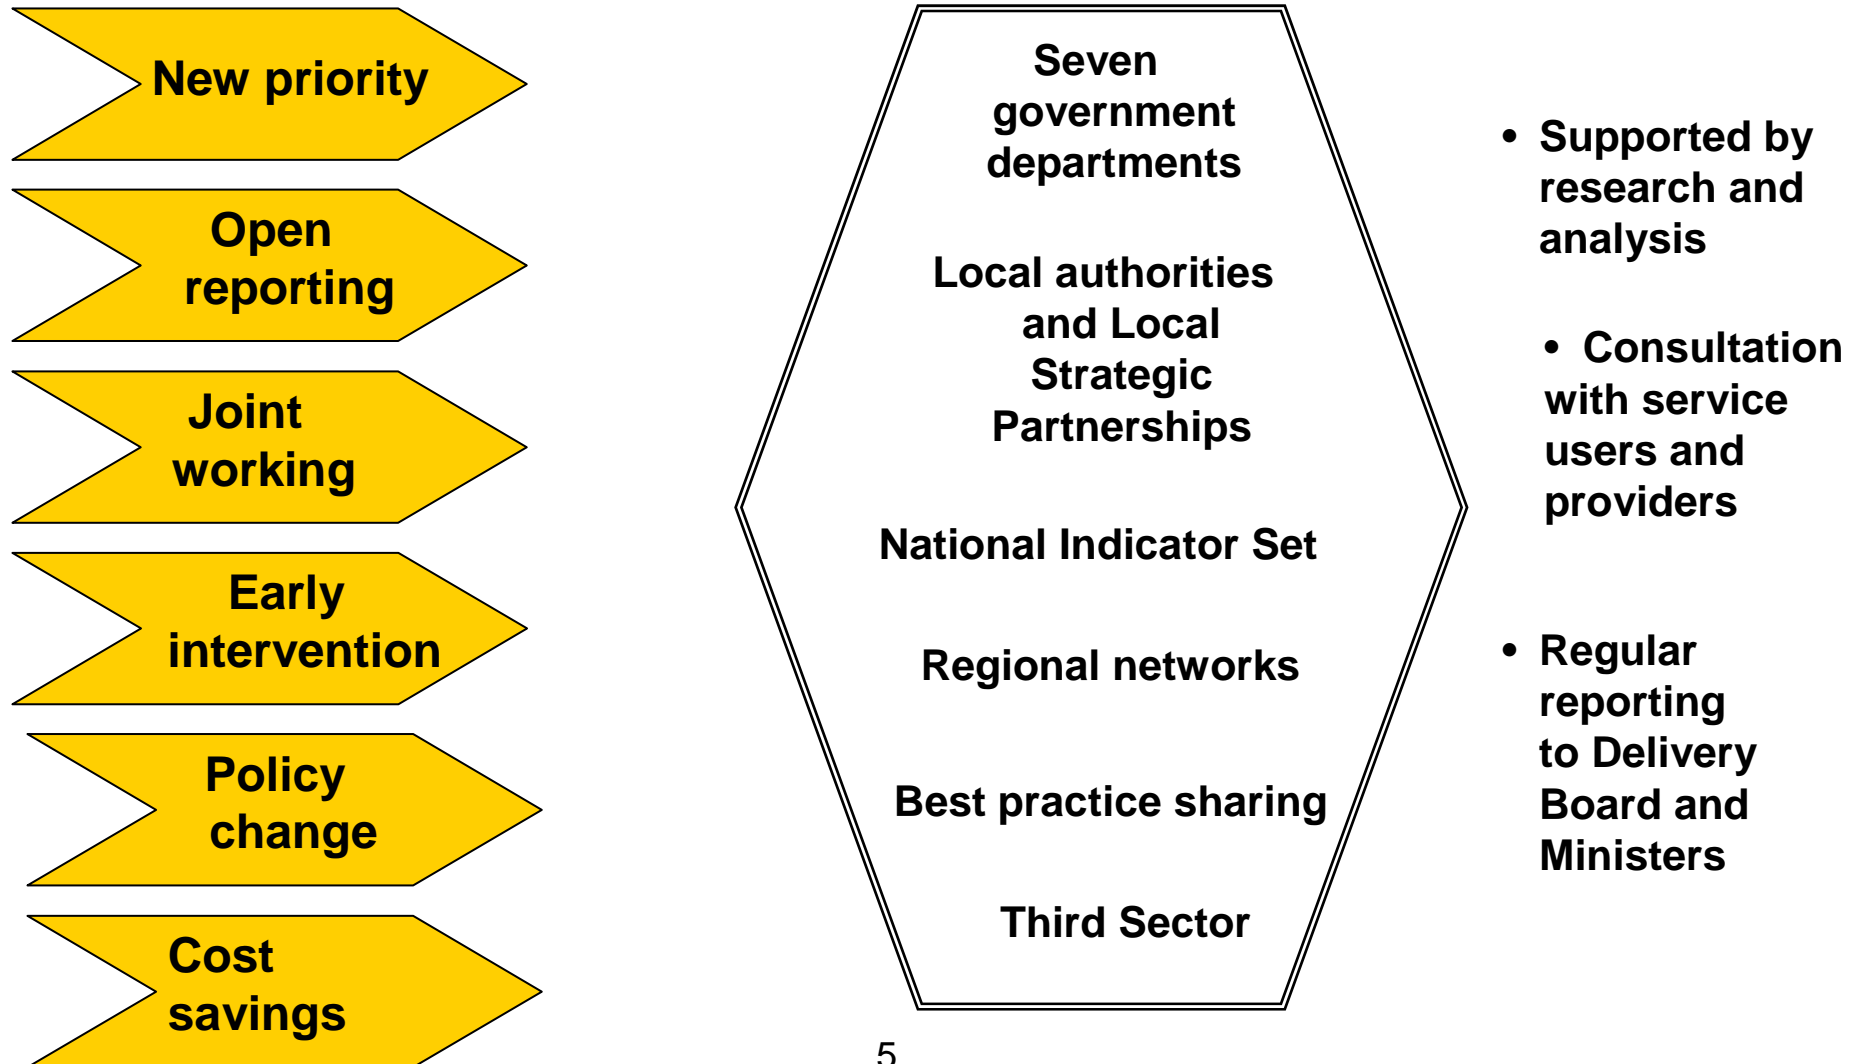 New priority
Open
reporting
Joint
working
Early
intervention
Policy
change
Cost
savings
Seven
government
departments
Local authorities
and Local
Strategic
Partnerships
National Indicator Set
Regional networks
Best practice sharing
Third Sector
• Supported by
research and
analysis
• Consultation
with service
users and
providers
• Regular
reporting
to Delivery
Board and
Ministers
5